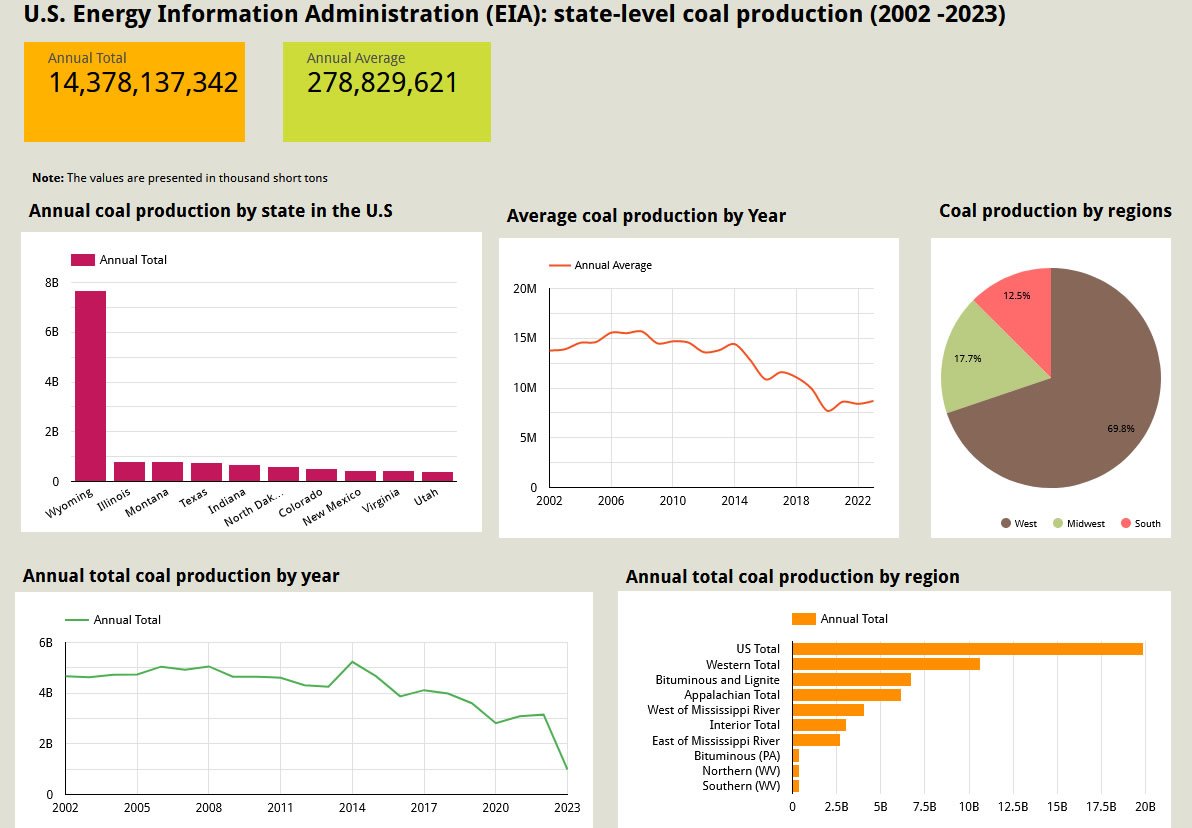 U.S. Energy Information Administration (EIA): state-level coal production (2002 -2023)
Annual Total
14,378,137,342
Annual Average
278,829,621
Note: The values are presented in thousand short tons
Annual coal production by state in the U.S
Annual Total
8B
6B
4B
2B
0
Wyoming
Illinois
Montana
Texas
Indiana
North Dak...
Colorado
New Mexico
Virginia
Utah
Average coal production by Year
Annual Average
20M
15M
10M
5M
0
2002 2006 2010 2014 2018 2022
Coal production by regions
12.5%
17.7%
69.8%
West Midwest South
Annual total coal production by year
Annual Total
6B
4B
2B
0
2002 2005 2008 2011 2014 2017 2020 2023
Annual total coal production by region
Annual Total
US Total
Western Total
Bituminous and Lignite
Appalachian Total
West of Mississippi River
Interior Total
East of Mississippi River
Bituminous (PA)
Northern (WV)
Southern (WV)
0 2.5B 5B 7.5B 10B 12.5B 15B 17.5B 20B